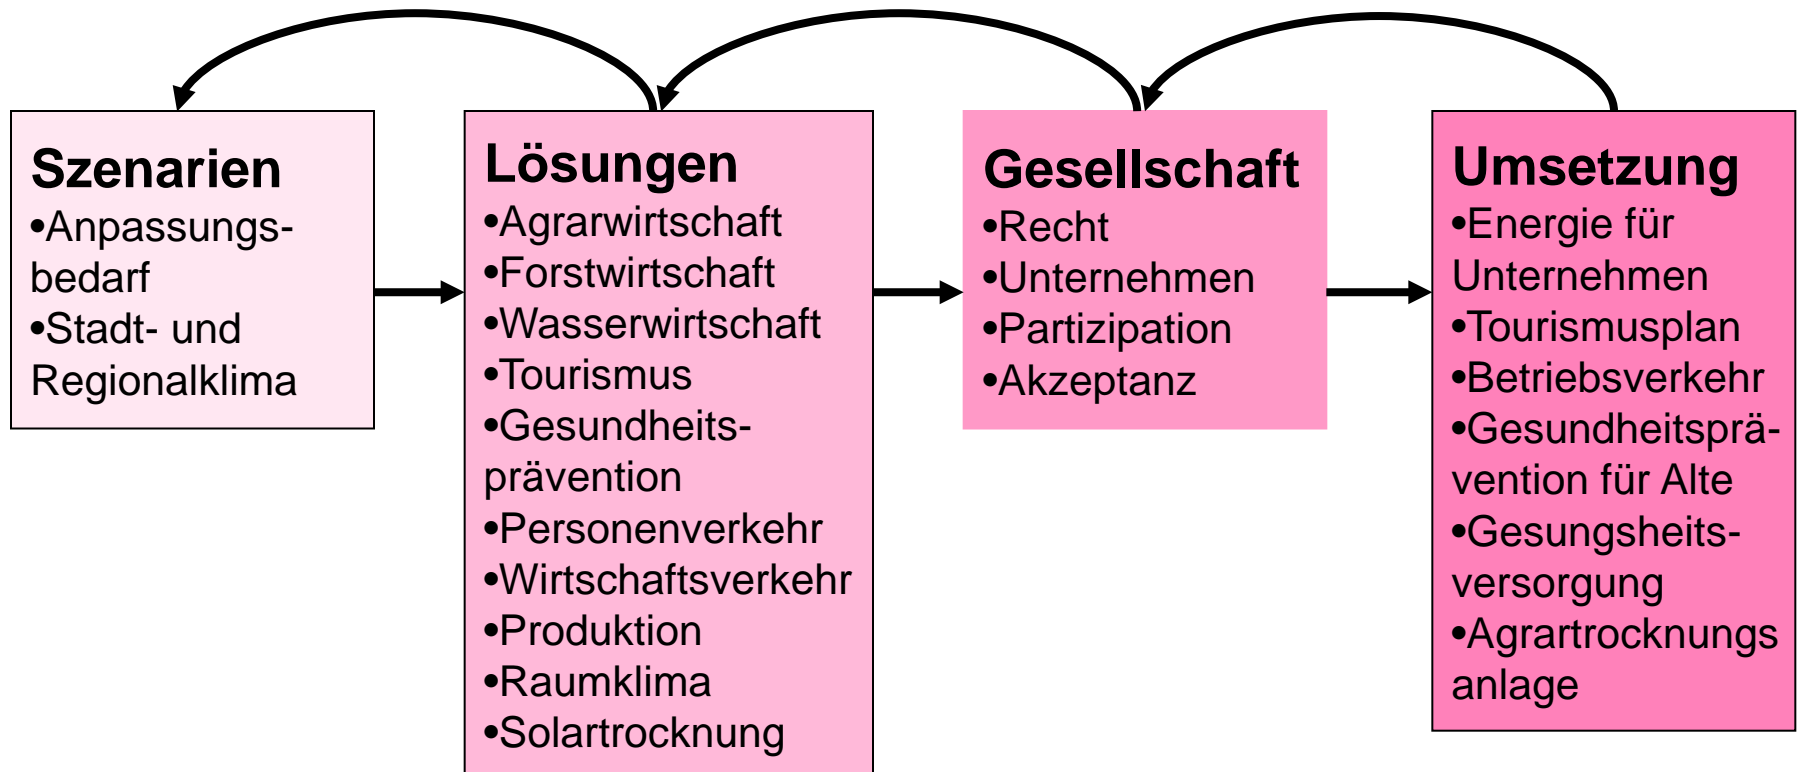 Szenarien
•Anpassungs-
bedarf
•Stadt- und
Regionalklima
Lösungen
•Agrarwirtschaft
•Forstwirtschaft
•Wasserwirtschaft
•Tourismus
•Gesundheits-
prävention
•Personenverkehr
•Wirtschaftsverkehr
•Produktion
•Raumklima
•Solartrocknung
Gesellschaft
•Recht
•Unternehmen
•Partizipation
•Akzeptanz
Umsetzung
•Energie für
Unternehmen
•Tourismusplan
•Betriebsverkehr
•Gesundheitsprä-
vention für Alte
•Gesungsheits-
versorgung
•Agrartrocknungs
anlage